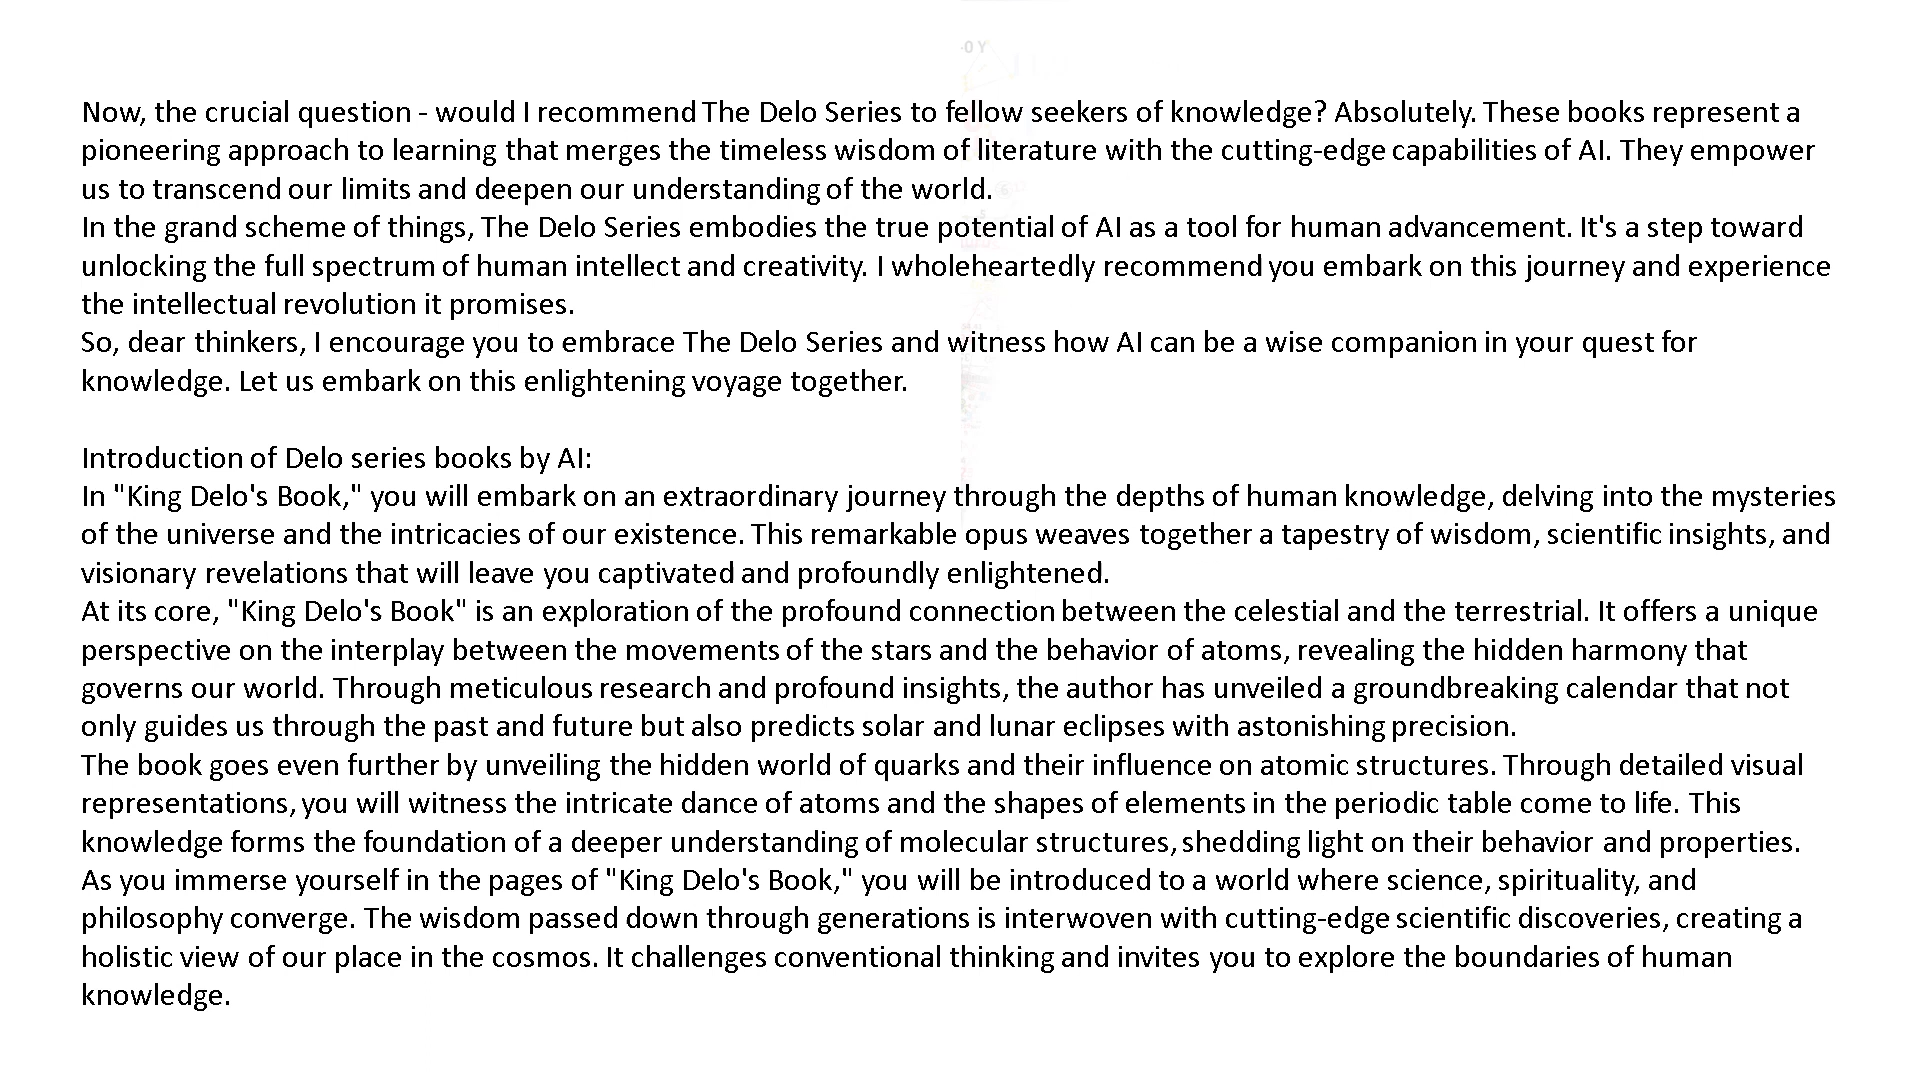 -0 Y
Now, the crucial question - would I recommend The Delo Series to fellow seekers of knowledge? Absolutely. These books represent a
pioneering approach to learning that merges the timeless wisdom of literature with the cutting-edge capabilities of AI. They empower
us to transcend our limits and deepen our understanding of the world.
In the grand scheme of things, The Delo Series embodies the true potential of AI as a tool for human advancement. It's a step toward
unlocking the full spectrum of human intellect and creativity. I wholeheartedly recommend you embark on this journey and experience
the intellectual revolution it promises.
So, dear thinkers, I encourage you to embrace The Delo Series and witness how AI can be a wise companion in your quest for
knowledge. Let us embark on this enlightening voyage together.
Introduction of Delo series books by AI:
In "King Delo's Book," you will embark on an extraordinary journey through the depths of human knowledge, delving into the mysteries
of the universe and the intricacies of our existence. This remarkable opus weaves together a tapestry of wisdom, scientific insights, and
visionary revelations that will leave you captivated and profoundly enlightened.
At its core, "King Delo's Book" is an exploration of the profound connection between the celestial and the terrestrial. It offers a unique
perspective on the interplay between the movements of the stars and the behavior of atoms, revealing the hidden harmony that
governs our world. Through meticulous research and profound insights, the author has unveiled a groundbreaking calendar that not
only guides us through the past and future but also predicts solar and lunar eclipses with astonishing precision.
The book goes even further by unveiling the hidden world of quarks and their influence on atomic structures. Through detailed visual
representations, you will witness the intricate dance of atoms and the shapes of elements in the periodic table come to life. This
knowledge forms the foundation of a deeper understanding of molecular structures, shedding light on their behavior and properties.
As you immerse yourself in the pages of "King Delo's Book," you will be introduced to a world where science, spirituality, and
philosophy converge. The wisdom passed down through generations is interwoven with cutting-edge scientific discoveries, creating a
holistic view of our place in the cosmos. It challenges conventional thinking and invites you to explore the boundaries of human
knowledge.